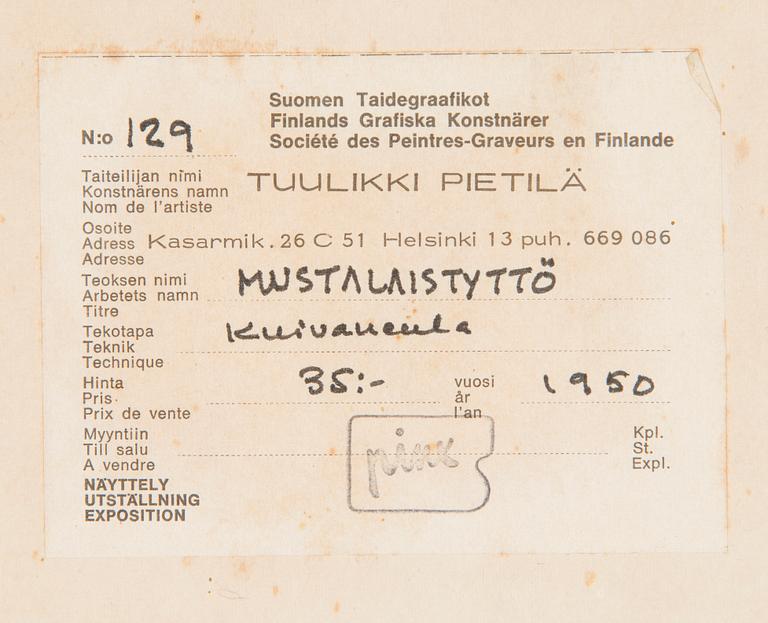 Suomen Taidegraafikot
Finlands Grafiska Konstnärer
Société des Peintres-Graveurs en Finlande
N:o 129
Taiteilijan nimi
Konstnärens namn TUULIKKI PIETILÄ
Nom de l'artiste
Osoite
Adress Kasarmik. 26 C 51 Helsinki 13 puh. 669 086
Adresse
Teoksen nimi
Arbetets namn MUSTALAISTYTTÖ
Titre
Tekotapa Kuivaneula
Teknik
Technique
Hinta 35:- vuosi 1950
Pris år
Prix de vente l'an
Myyntiin Kpl.
Till salu St.
A vendre Expl.
NÄYTTELY
UTSTÄLLNING
EXPOSITION
pinx